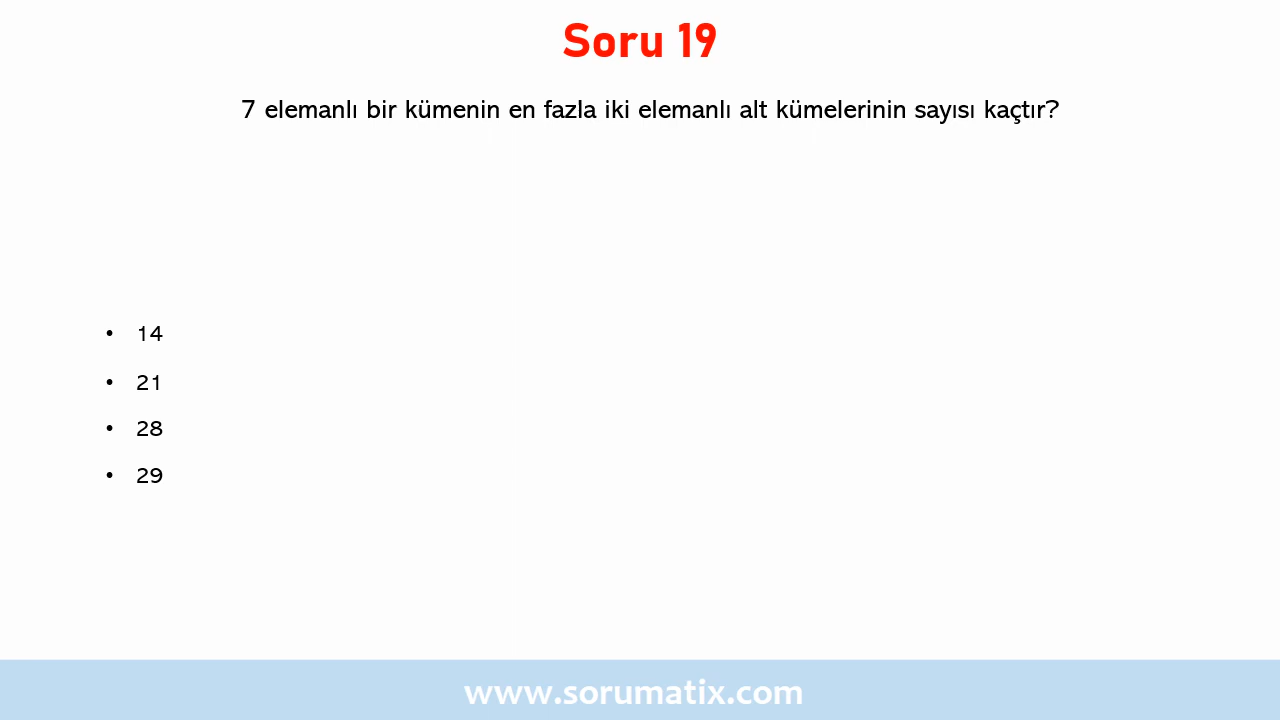 Soru 19
7 elemanlı bir kümenin en fazla iki elemanlı alt kümelerinin sayısı kaçtır?
• 14
• 21
• 28
• 29
www.sorumatix.com